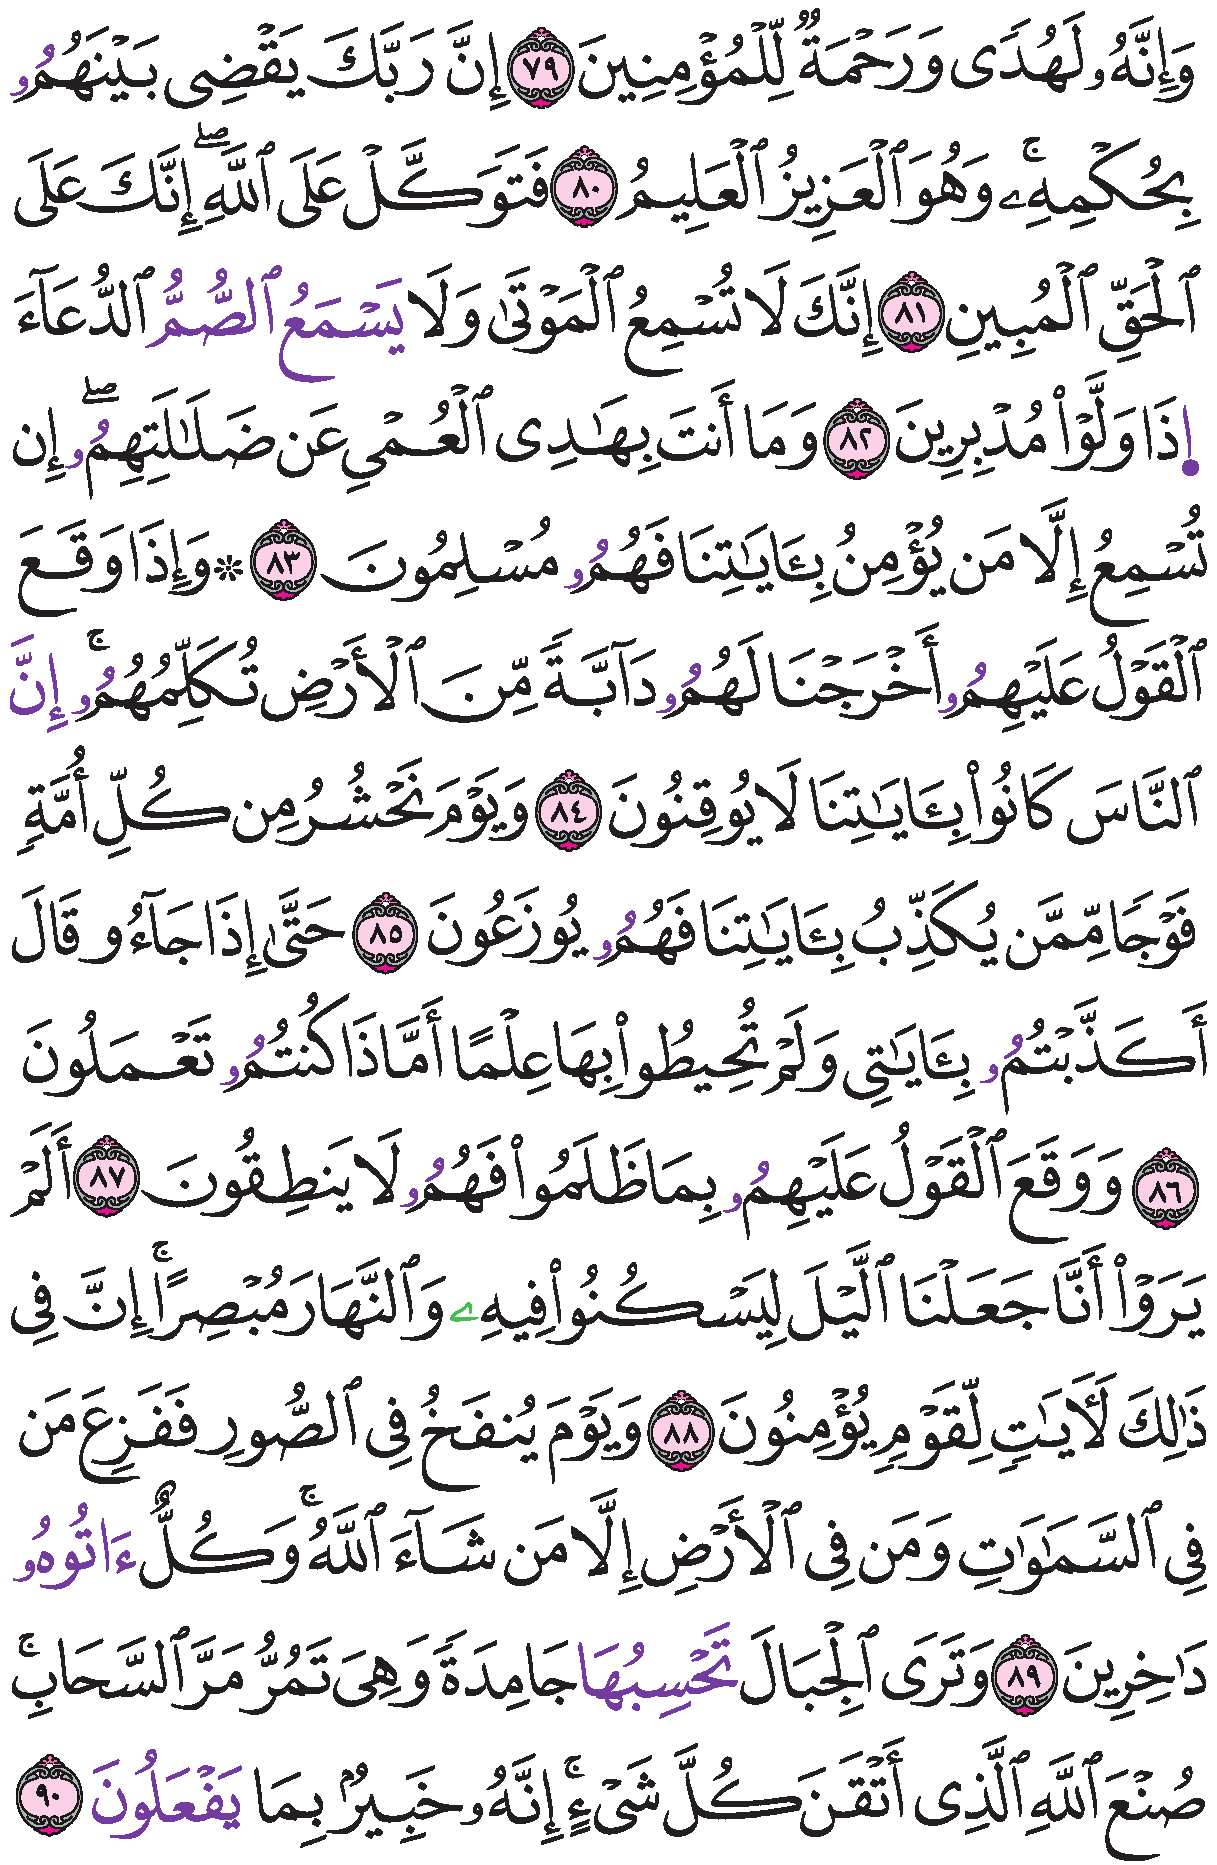 وَإِنَّهُۥ لَهُدًى وَرَحْمَةٌ لِّلْمُؤْمِنِينَ ٧٩ إِنَّ رَبَّكَ يَقْضِى بَيْنَهُمُۥ
بِحُكْمِهِۦۚ وَهُوَ ٱلْعَزِيزُ ٱلْعَلِيمُ ٨٠ فَتَوَكَّلْ عَلَى ٱللَّهِۖ إِنَّكَ عَلَى
ٱلْحَقِّ ٱلْمُبِينِ ٨١ إِنَّكَ لَا تُسْمِعُ ٱلْمَوْتَىٰ وَلَا يَسْمَعُ ٱلصُّمُّ ٱلدُّعَآءَ
اِ۪ذَا وَلَّوْا۟ مُدْبِرِينَ ٨٢ وَمَا أَنتَ بِهَٰدِى ٱلْعُمْىِ عَن ضَلَٰلَتِهِمُۥۖ إِن
تُسْمِعُ إِلَّا مَن يُؤْمِنُ بِـَٔايَٰتِنَا فَهُمُۥ مُسْلِمُونَ ٨٣ ۞ وَإِذَا وَقَعَ
ٱلْقَوْلُ عَلَيْهِمُۥ أَخْرَجْنَا لَهُمُۥ دَآبَّةً مِّنَ ٱلْأَرْضِ تُكَلِّمُهُمُۥۚ إِنَّ
ٱلنَّاسَ كَانُوا۟ بِـَٔايَٰتِنَا لَا يُوقِنُونَ ٨٤ وَيَوْمَ نَحْشُرُ مِن كُلِّ أُمَّةٍ
فَوْجًا مِّمَّن يُكَذِّبُ بِـَٔايَٰتِنَا فَهُمُۥ يُوزَعُونَ ٨٥ حَتَّىٰ إِذَا جَآءُو قَالَ
أَكَذَّبْتُمُۥ بِـَٔايَٰتِى وَلَمْ تُحِيطُوا۟ بِهَا عِلْمًا أَمَّاذَا كُنتُمُۥ تَعْمَلُونَ
٨٦ وَوَقَعَ ٱلْقَوْلُ عَلَيْهِمُۥ بِمَا ظَلَمُوا۟ فَهُمُۥ لَا يَنطِقُونَ ٨٧ أَلَمْ
يَرَوْا۟ أَنَّا جَعَلْنَا ٱلَّيْلَ لِيَسْكُنُوا۟ فِيهِۦ وَٱلنَّهَارَ مُبْصِرًاۚ إِنَّ فِى
ذَٰلِكَ لَأَيَٰتٍ لِّقَوْمٍ يُؤْمِنُونَ ٨٨ وَيَوْمَ يُنفَخُ فِى ٱلصُّورِ فَفَزِعَ مَن
فِى ٱلسَّمَٰوَٰتِ وَمَن فِى ٱلْأَرْضِ إِلَّا مَن شَآءَ ٱللَّهُۚ وَكُلٌّ ءَاتُوهُۥ
دَٰخِرِينَ ٨٩ وَتَرَى ٱلْجِبَالَ تَحْسِبُهَا جَامِدَةً وَهِىَ تَمُرُّ مَرَّ ٱلسَّحَابِۚ
صُنْعَ ٱللَّهِ ٱلَّذِى أَتْقَنَ كُلَّ شَىْءٍۚ إِنَّهُۥ خَبِيرٌ بِمَا يَفْعَلُونَ ٩٠